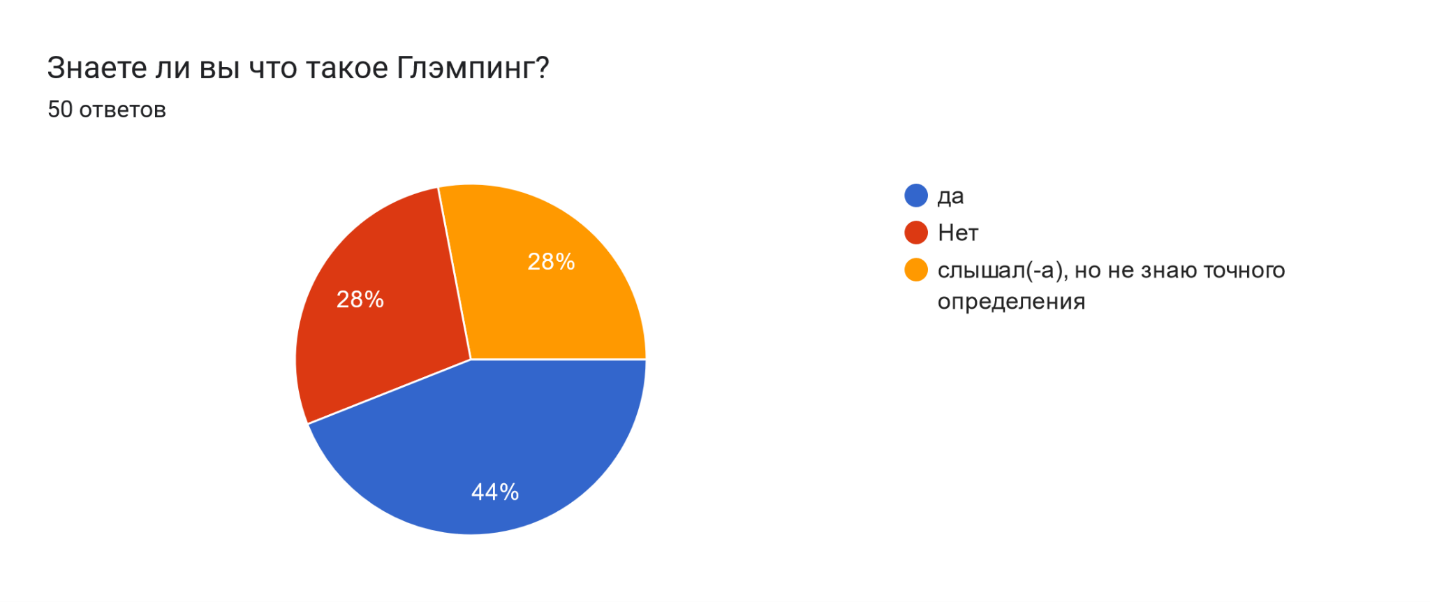 Знаете ли вы что такое Глэмпинг?
50 ответов
28%
28%
44%
да
Нет
слышал(-а), но не знаю точного
определения